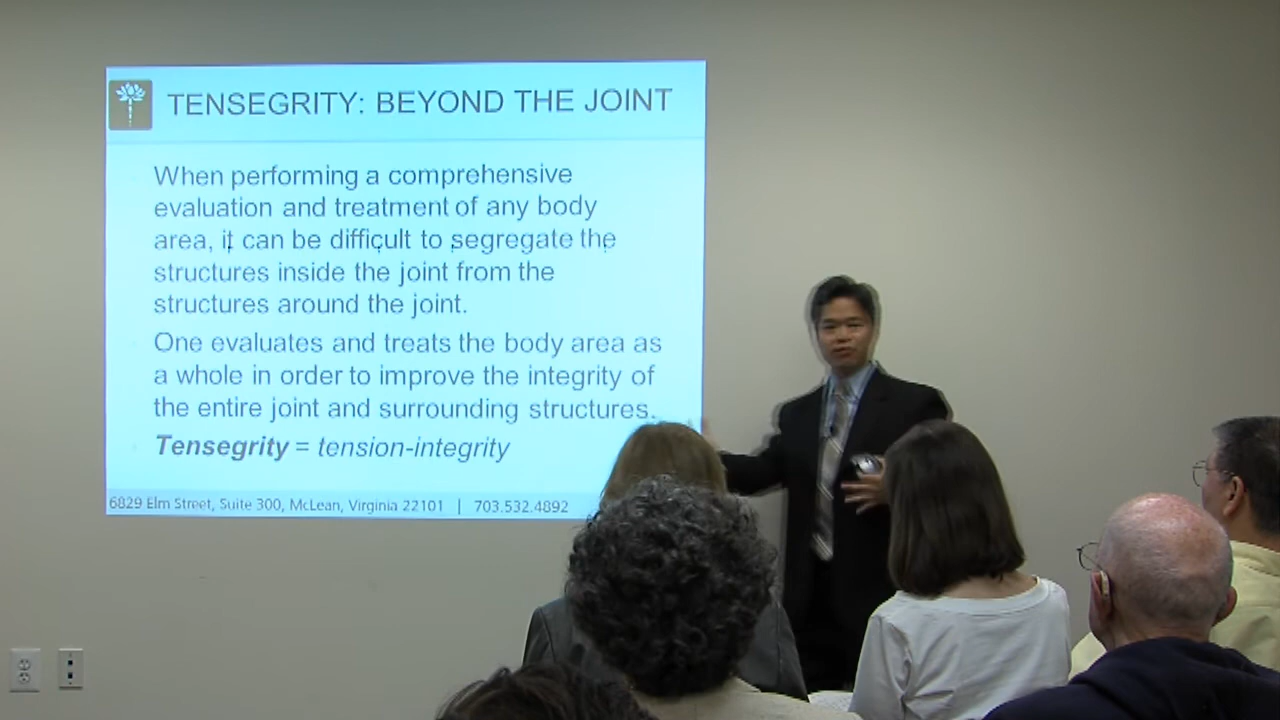 TENSEGRITY: BEYOND THE JOINT
When performing a comprehensive
evaluation and treatment of any body
area, it can be difficult to segregate the
structures inside the joint from the
structures around the joint.
One evaluates and treats the body area as
a whole in order to improve the integrity of
the entire joint and surrounding structures.
Tensegrity = tension-integrity
6829 Elm Street, Suite 300, McLean, Virginia 22101 | 703.532.4892